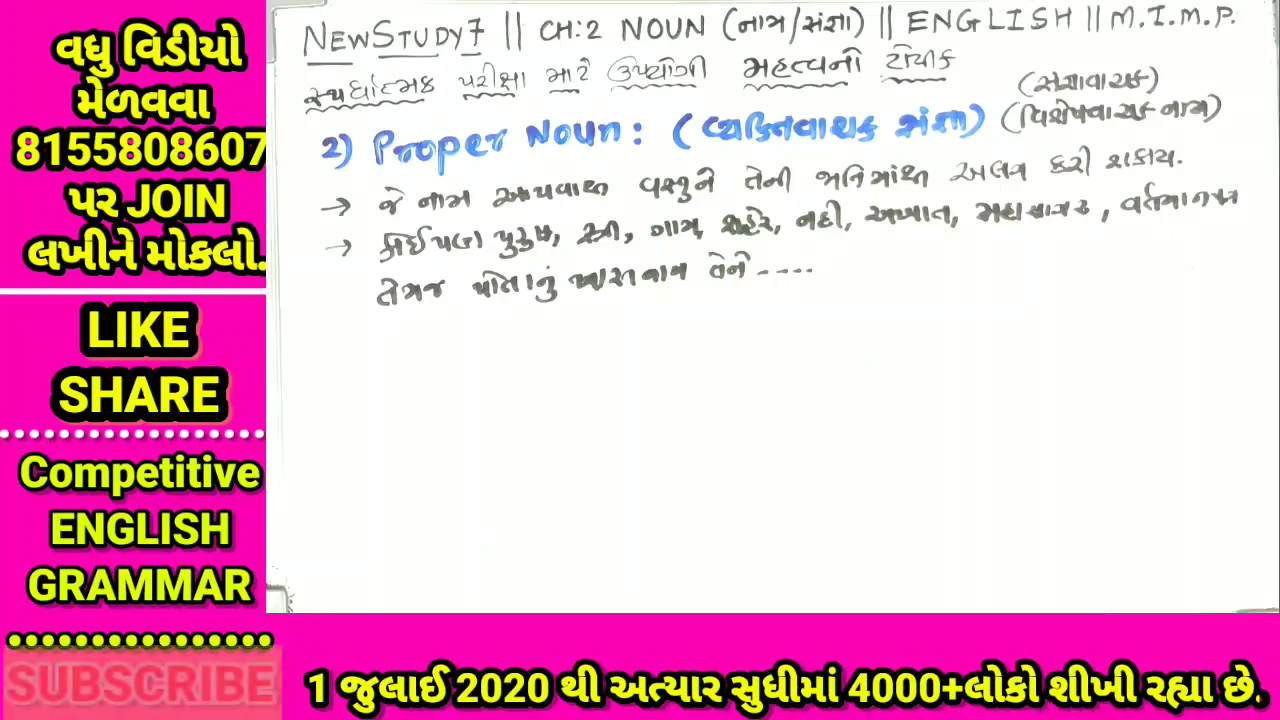 વધુ વિડીયો
મેળવવા
8155808607
પર JOIN
લખીને મોકલો.
LIKE
SHARE
Competitive
ENGLISH
GRAMMAR
SUBSCRIBE
NEWSTUDY7 || CH:2 NOUN (નામ/સંજ્ઞા) || ENGLISH || M.I.M.P.
સ્પર્ધાત્મક પરીક્ષા માટે ઉપયોગી મહત્વનો ટોપીક
(સંજ્ઞાવાચક)
2) Proper Noun: (વ્યક્તિવાચક સંજ્ઞા) (વિશેષવાચક નામ)
→ જે નામ આપવાથી વસ્તુને તેની જાતિમાંથી અલગ કરી શકાય.
→ કોઈપણ પુરુષ, સ્ત્રી, ગામ, શહેર, નદી, અખાત, મહાસાગર, વર્તમાનપત્ર
તેમજ પોતાનું ખાસ નામ તેને ----
1 જુલાઈ 2020 થી અત્યાર સુધીમાં 4000+લોકો શીખી રહ્યા છે.